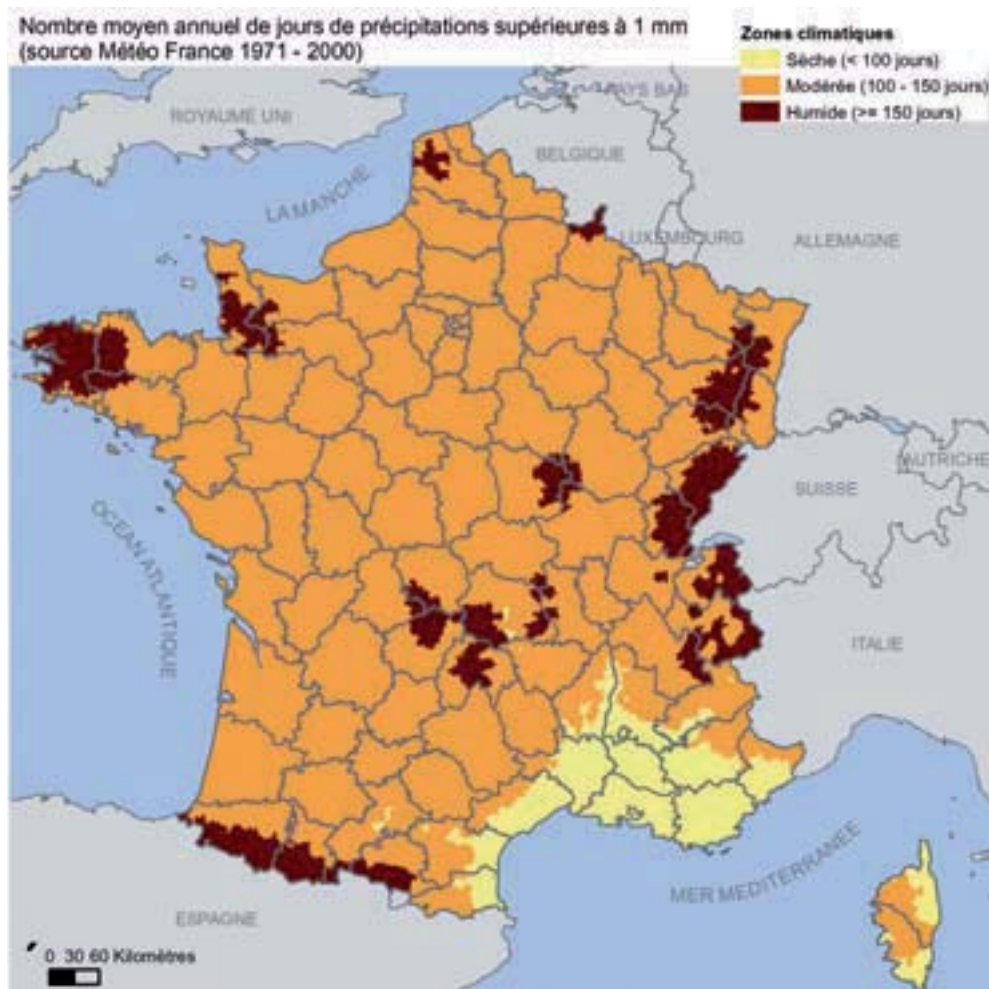 Nombre moyen annuel de jours de précipitations supérieures à 1 mm
(source Météo France 1971 - 2000)
Zones climatiques
Sèche (< 100 jours)
Modérée (100 - 150 jours)
Humide (>= 150 jours)
PAYS BAS
ROYAUME UNI
BELGIQUE
LA MANCHE
LUXEMBOURG
ALLEMAGNE
AUTRICHE
SUISSE
OCEAN ATLANTIQUE
ITALIE
MER MEDITERRANEE
ESPAGNE
0 30 60 Kilomètres